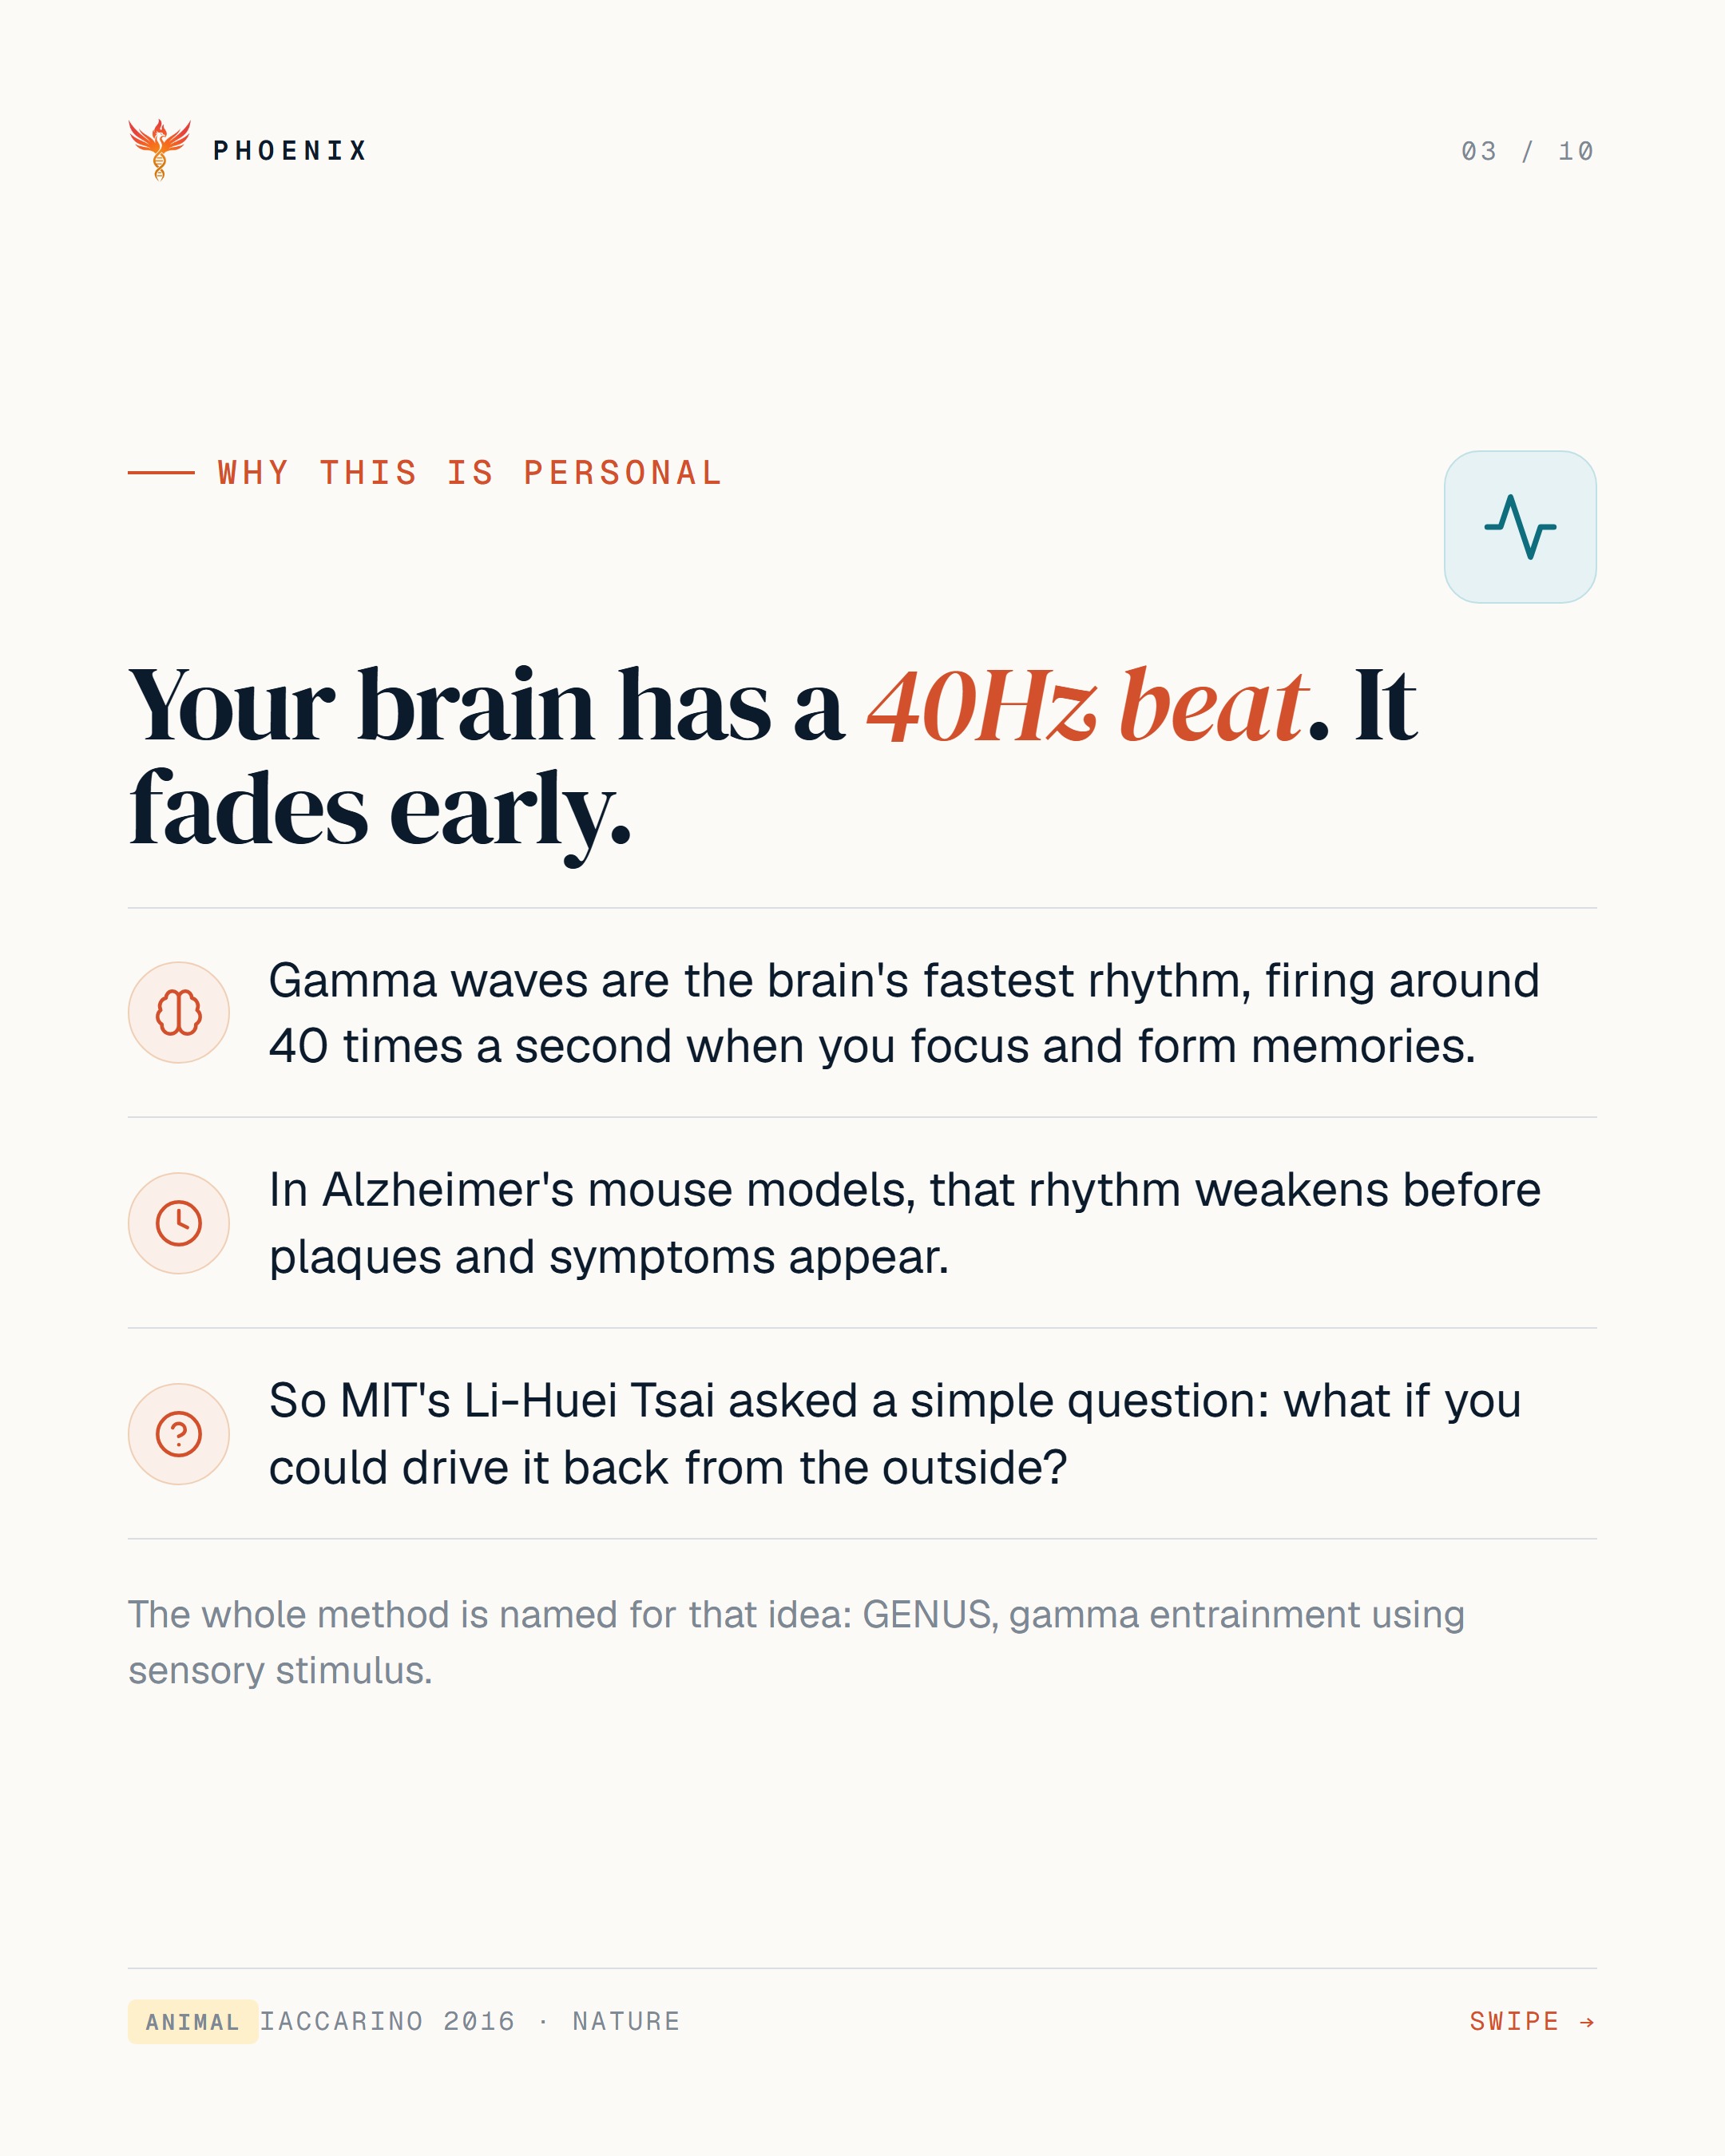 PHOENIX
03 / 10
WHY THIS IS PERSONAL
Your brain has a 40Hz beat. It
fades early.
Gamma waves are the brain's fastest rhythm, firing around
40 times a second when you focus and form memories.
In Alzheimer's mouse models, that rhythm weakens before
plaques and symptoms appear.
So MIT's Li-Huei Tsai asked a simple question: what if you
could drive it back from the outside?
The whole method is named for that idea: GENUS, gamma entrainment using
sensory stimulus.
ANIMAL IACCARINO 2016 · NATURE
SWIPE →